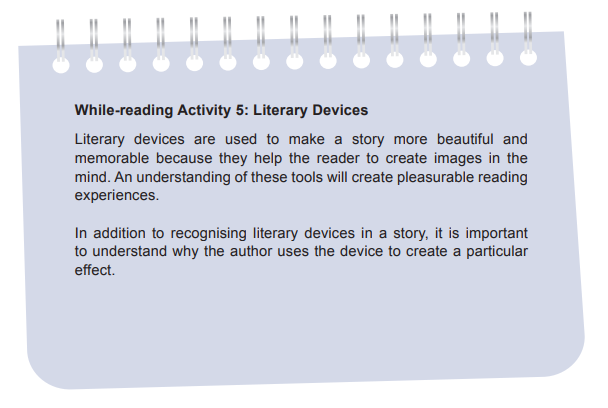 While-reading Activity 5: Literary Devices
Literary devices are used to make a story more beautiful and
memorable because they help the reader to create images in the
mind. An understanding of these tools will create pleasurable reading
experiences.
In addition to recognising literary devices in a story, it is important
to understand why the author uses the device to create a particular
effect.